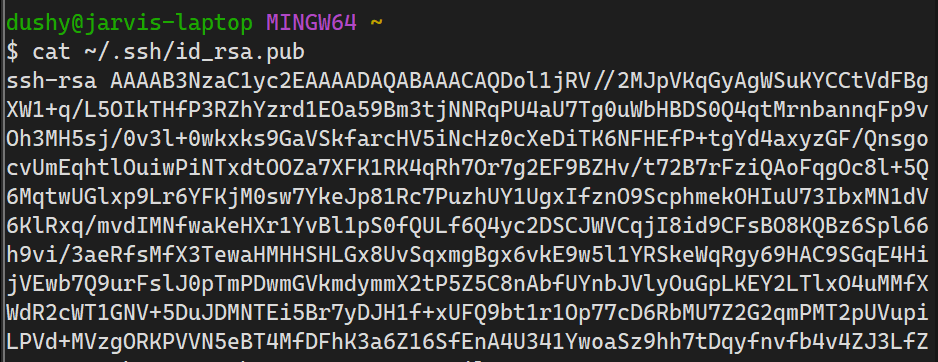 dushy@jarvis-laptop MINGW64 ~
$ cat ~/.ssh/id_rsa.pub
ssh-rsa AAAAB3NzaC1yc2EAAAADAQABAAACAQDol1jRV//2MJpVKqGyAgWSuKYCCtVdFBg
XW1+q/L5OIkTHfP3RZhYzrd1EOa59Bm3tjNNRqPU4aU7Tg0uWbHBDS0Q4qtMrnbannqFp9v
Oh3MH5sj/0v3l+0wkxks9GaVSkfarcHV5iNcHz0cXeDiTK6NFHEfP+tgYd4axyzGF/Qnsgo
cvUmEqhtlOuiwPiNTxdtOOZa7XFK1RK4qRh7Or7g2EF9BZHv/t72B7rFziQAoFqgOc8l+5Q
6MqtwUGlxp9Lr6YFKjM0sw7YkeJp81Rc7PuzhUY1UgxIfznO9ScphmekOHIuU73IbxMN1dV
6KlRxq/mvdIMNfwakeHXr1YvBl1pS0fQULf6Q4yc2DSCJWVCqjI8id9CFsBO8KQBz6Spl66
h9vi/3aeRfsMfX3TewaHMHHSHLGx8UvSqxmgBgx6vkE9w5l1YRSkeWqRgy69HAC9SGqE4Hi
jVEwb7Q9urFslJ0pTmPDwmGVkmdymmX2tP5Z5C8nAbfUYnbJVlyOuGpLKEY2LTlxO4uMMfX
WdR2cWT1GNV+5DuJDMNTEi5Br7yDJH1f+xUFQ9bt1r1Op77cD6RbMU7Z2G2qmPMT2pUVupi
LPVd+MVzgORKPVVN5eBT4MfDFhK3a6Z16SfEnA4U341YwoaSz9hh7tDqyfnvfb4v4ZJ3LfZ